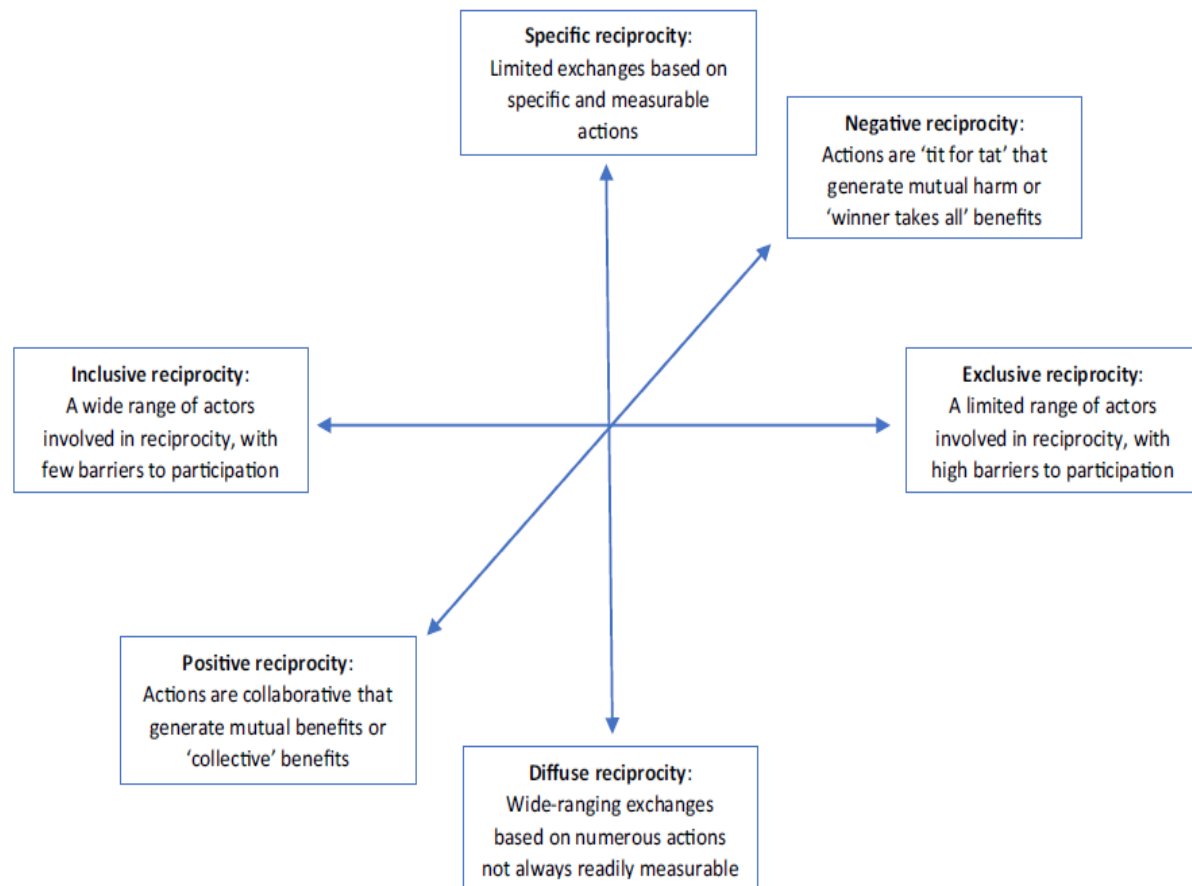 Specific reciprocity:
Limited exchanges based on
specific and measurable
actions
Negative reciprocity:
Actions are ‘tit for tat’ that
generate mutual harm or
‘winner takes all’ benefits
Inclusive reciprocity:
A wide range of actors
involved in reciprocity, with
few barriers to participation
Exclusive reciprocity:
A limited range of actors
involved in reciprocity, with
high barriers to participation
Positive reciprocity:
Actions are collaborative that
generate mutual benefits or
‘collective’ benefits
Diffuse reciprocity:
Wide-ranging exchanges
based on numerous actions
not always readily measurable